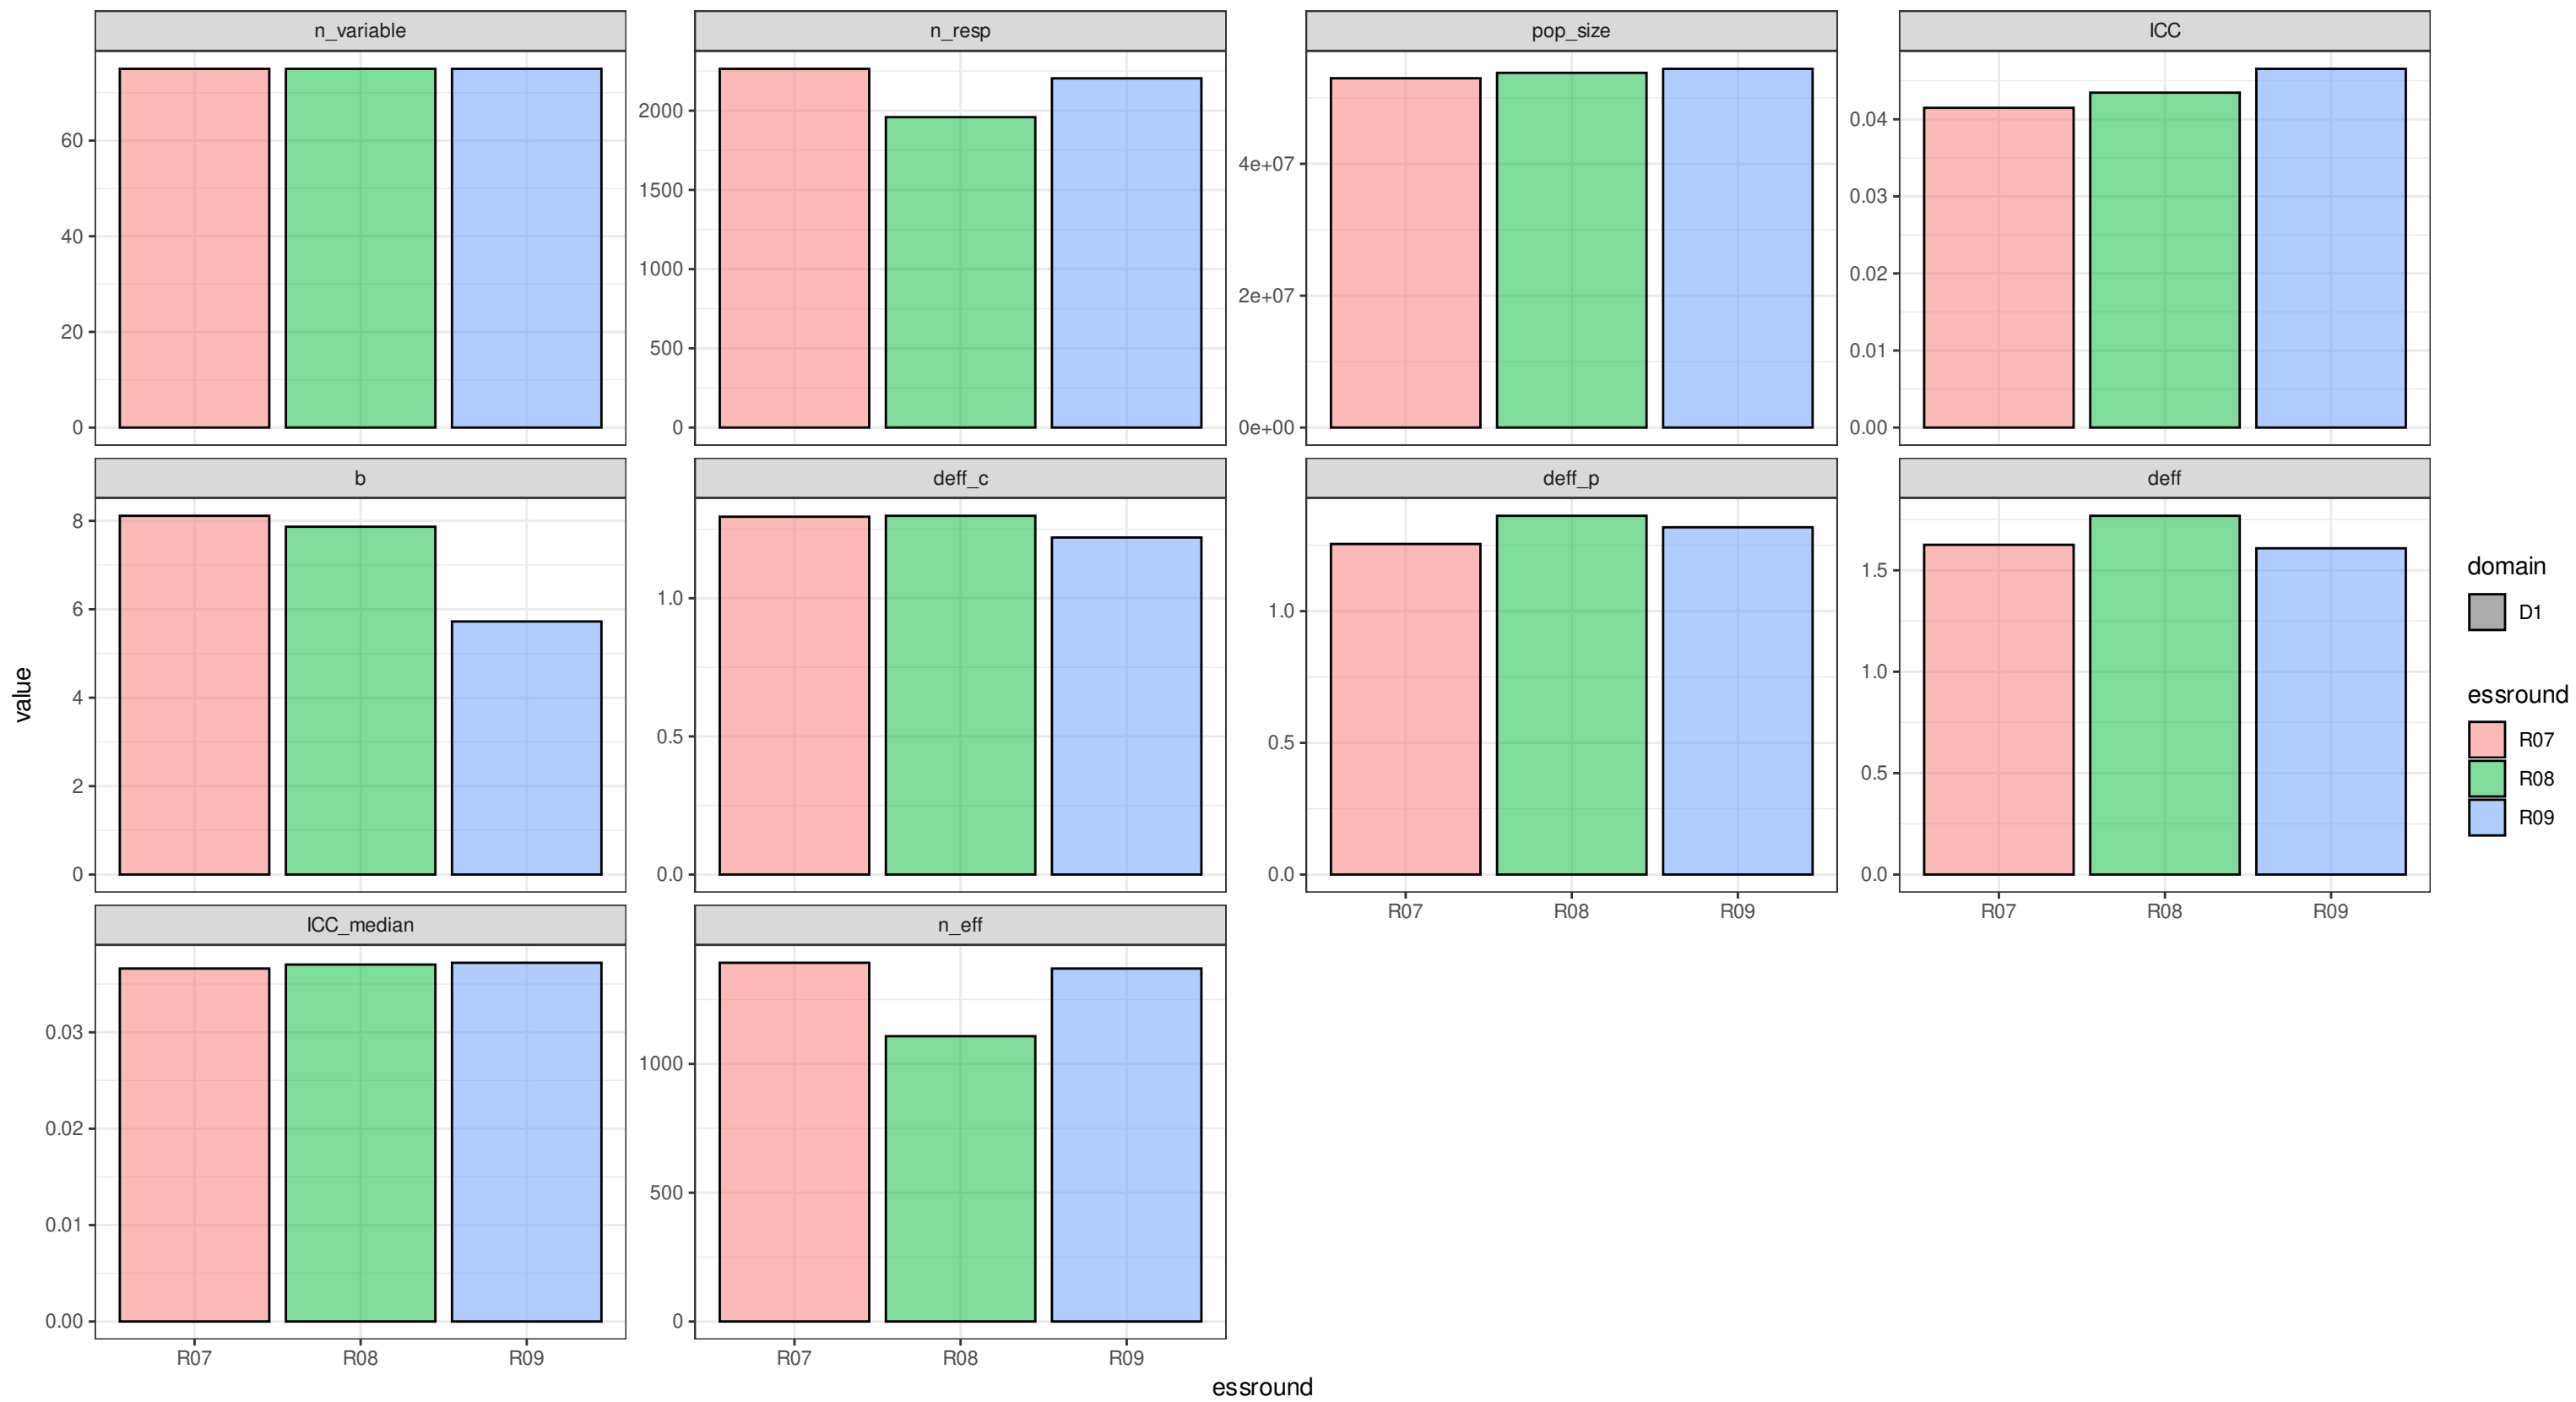 n_variable
n_resp
pop_size
ICC
60
40
20
0
2000
1500
1000
500
0
4e+07
2e+07
0e+00
0.04
0.03
0.02
0.01
0.00
b
deff_c
deff_p
deff
8
6
4
2
0
1.0
0.5
0.0
1.0
0.5
0.0
1.5
1.0
0.5
0.0
R07 R08 R09
R07 R08 R09
ICC_median
n_eff
0.03
0.02
0.01
0.00
1000
500
0
R07 R08 R09
R07 R08 R09
value
essround
domain
D1
essround
R07
R08
R09